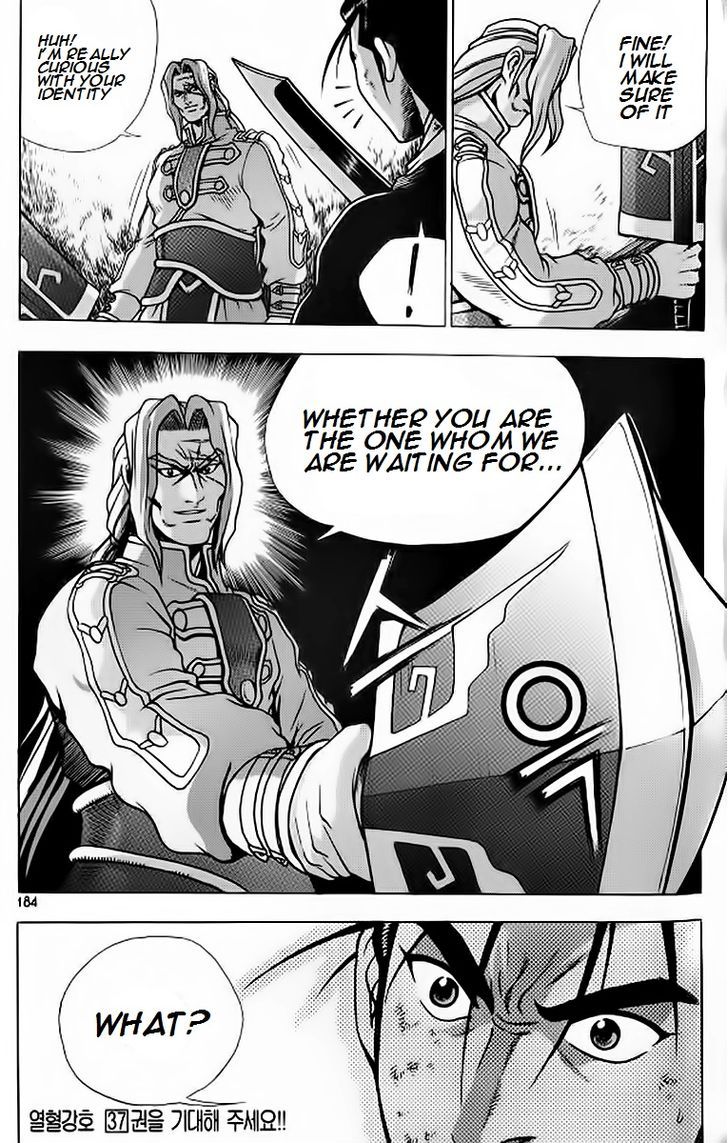 HUH!
I'M REALLY
CURIOUS
WITH YOUR
IDENTITY
!
FINE!
I WILL
MAKE
SURE
OF IT
WHETHER YOU ARE
THE ONE WHOM WE
ARE WAITING FOR...
스윽
184
WHAT?
열혈강호 37권을 기대해 주세요!!